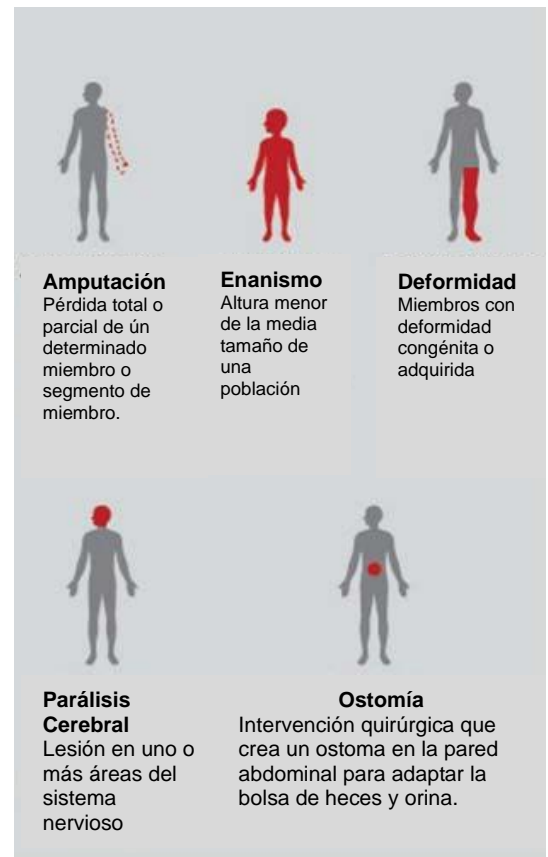 Amputación
Pérdida total o
parcial de ún
determinado
miembro o
segmento de
miembro.
Enanismo
Altura menor
de la media
tamaño de
una
población
Deformidad
Miembros con
deformidad
congénita o
adquirida
Parálisis
Cerebral
Lesión en uno o
más áreas del
sistema
nervioso
Ostomía
Intervención quirúrgica que
crea un ostoma en la pared
abdominal para adaptar la
bolsa de heces y orina.